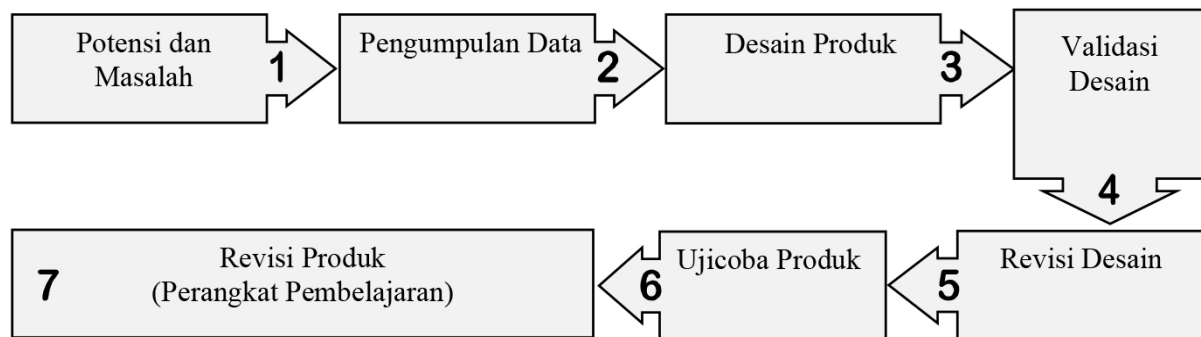 Potensi dan
Masalah
1
Pengumpulan Data
2
Desain Produk
3
Validasi
Desain
4
Revisi Desain
5
Ujicoba Produk
6
Revisi Produk
(Perangkat Pembelajaran)
7